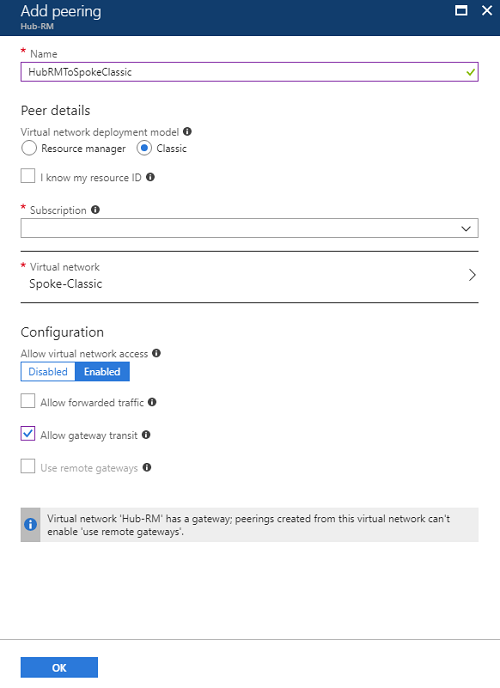 Add peering
Hub-RM
* Name
HubRMToSpokeClassic
Peer details
Virtual network deployment model
Resource manager Classic
I know my resource ID
* Subscription
* Virtual network
Spoke-Classic
Configuration
Allow virtual network access
Disabled Enabled
Allow forwarded traffic
Allow gateway transit
Use remote gateways
Virtual network 'Hub-RM' has a gateway; peerings created from this virtual network can't
enable 'use remote gateways'.
OK